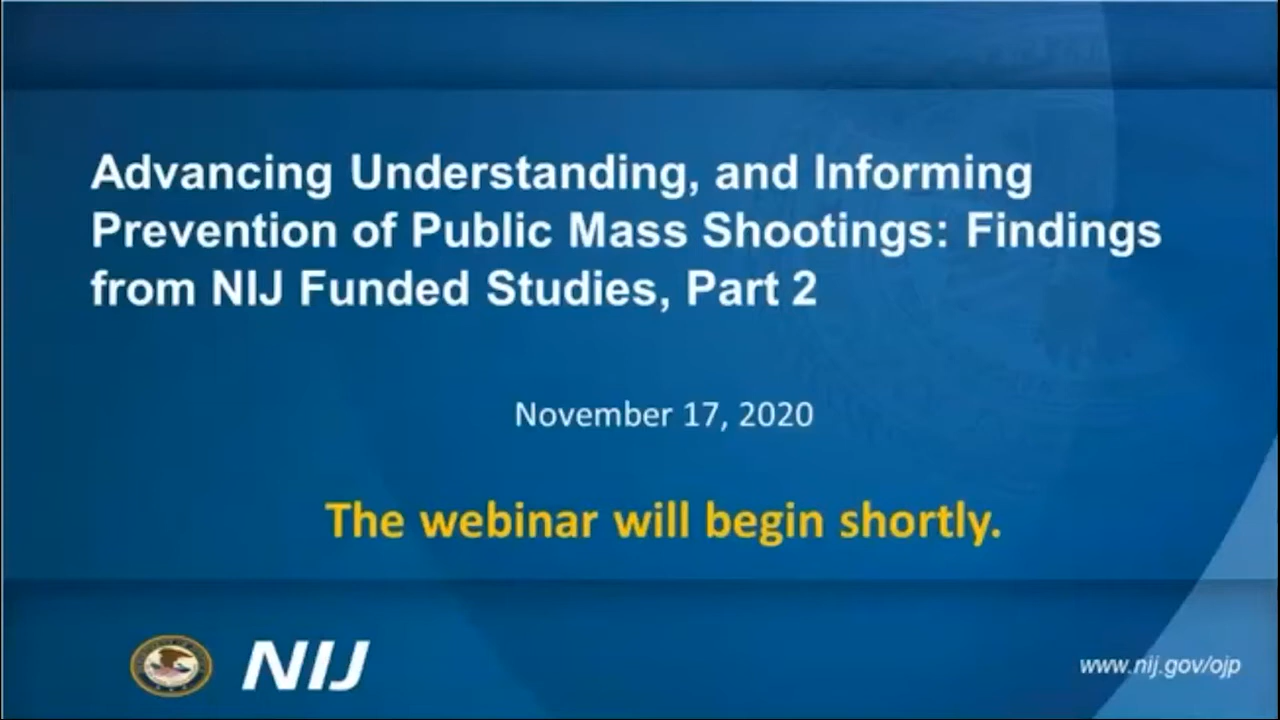 Advancing Understanding, and Informing
Prevention of Public Mass Shootings: Findings
from NIJ Funded Studies, Part 2
November 17, 2020
The webinar will begin shortly.
NIJ
www.nij.gov/ojp